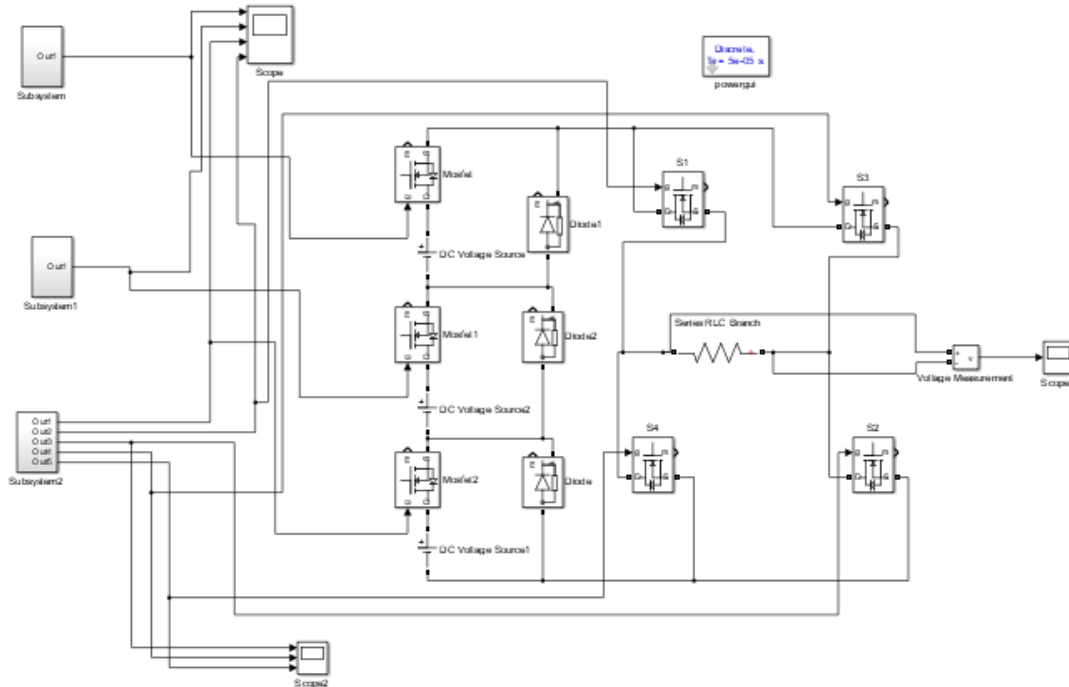 Out1
Subsystem
Scope
Discrete,
Ts = 5e-05 s.
powergui
Mosfet
S1
S3
Diode1
DC Voltage Source
Out1
Subsystem1
Mosfet1
Diode2
Series RLC Branch
Voltage Measurement
Scope
DC Voltage Source2
Out1
Out2
Out3
Out4
Out5
Subsystem2
Mosfet2
Diode
S4
S2
DC Voltage Source1
Scope2